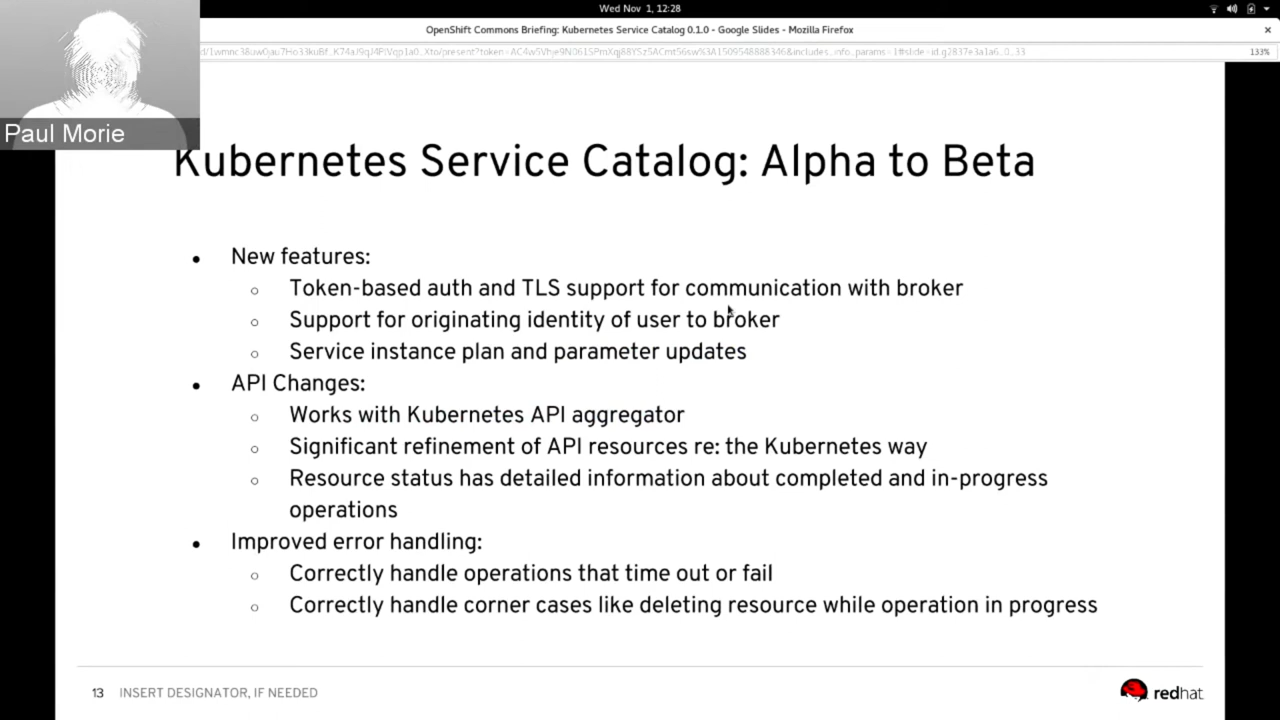 Wed Nov 1, 12:28
OpenShift Commons Briefing: Kubernetes Service Catalog 0.1.0 - Google Slides - Mozilla Firefox
133%
Paul Morie
Kubernetes Service Catalog: Alpha to Beta
● New features:
○ Token-based auth and TLS support for communication with broker
○ Support for originating identity of user to broker
○ Service instance plan and parameter updates
● API Changes:
○ Works with Kubernetes API aggregator
○ Significant refinement of API resources re: the Kubernetes way
○ Resource status has detailed information about completed and in-progress
operations
● Improved error handling:
○ Correctly handle operations that time out or fail
○ Correctly handle corner cases like deleting resource while operation in progress
13 INSERT DESIGNATOR, IF NEEDED
redhat